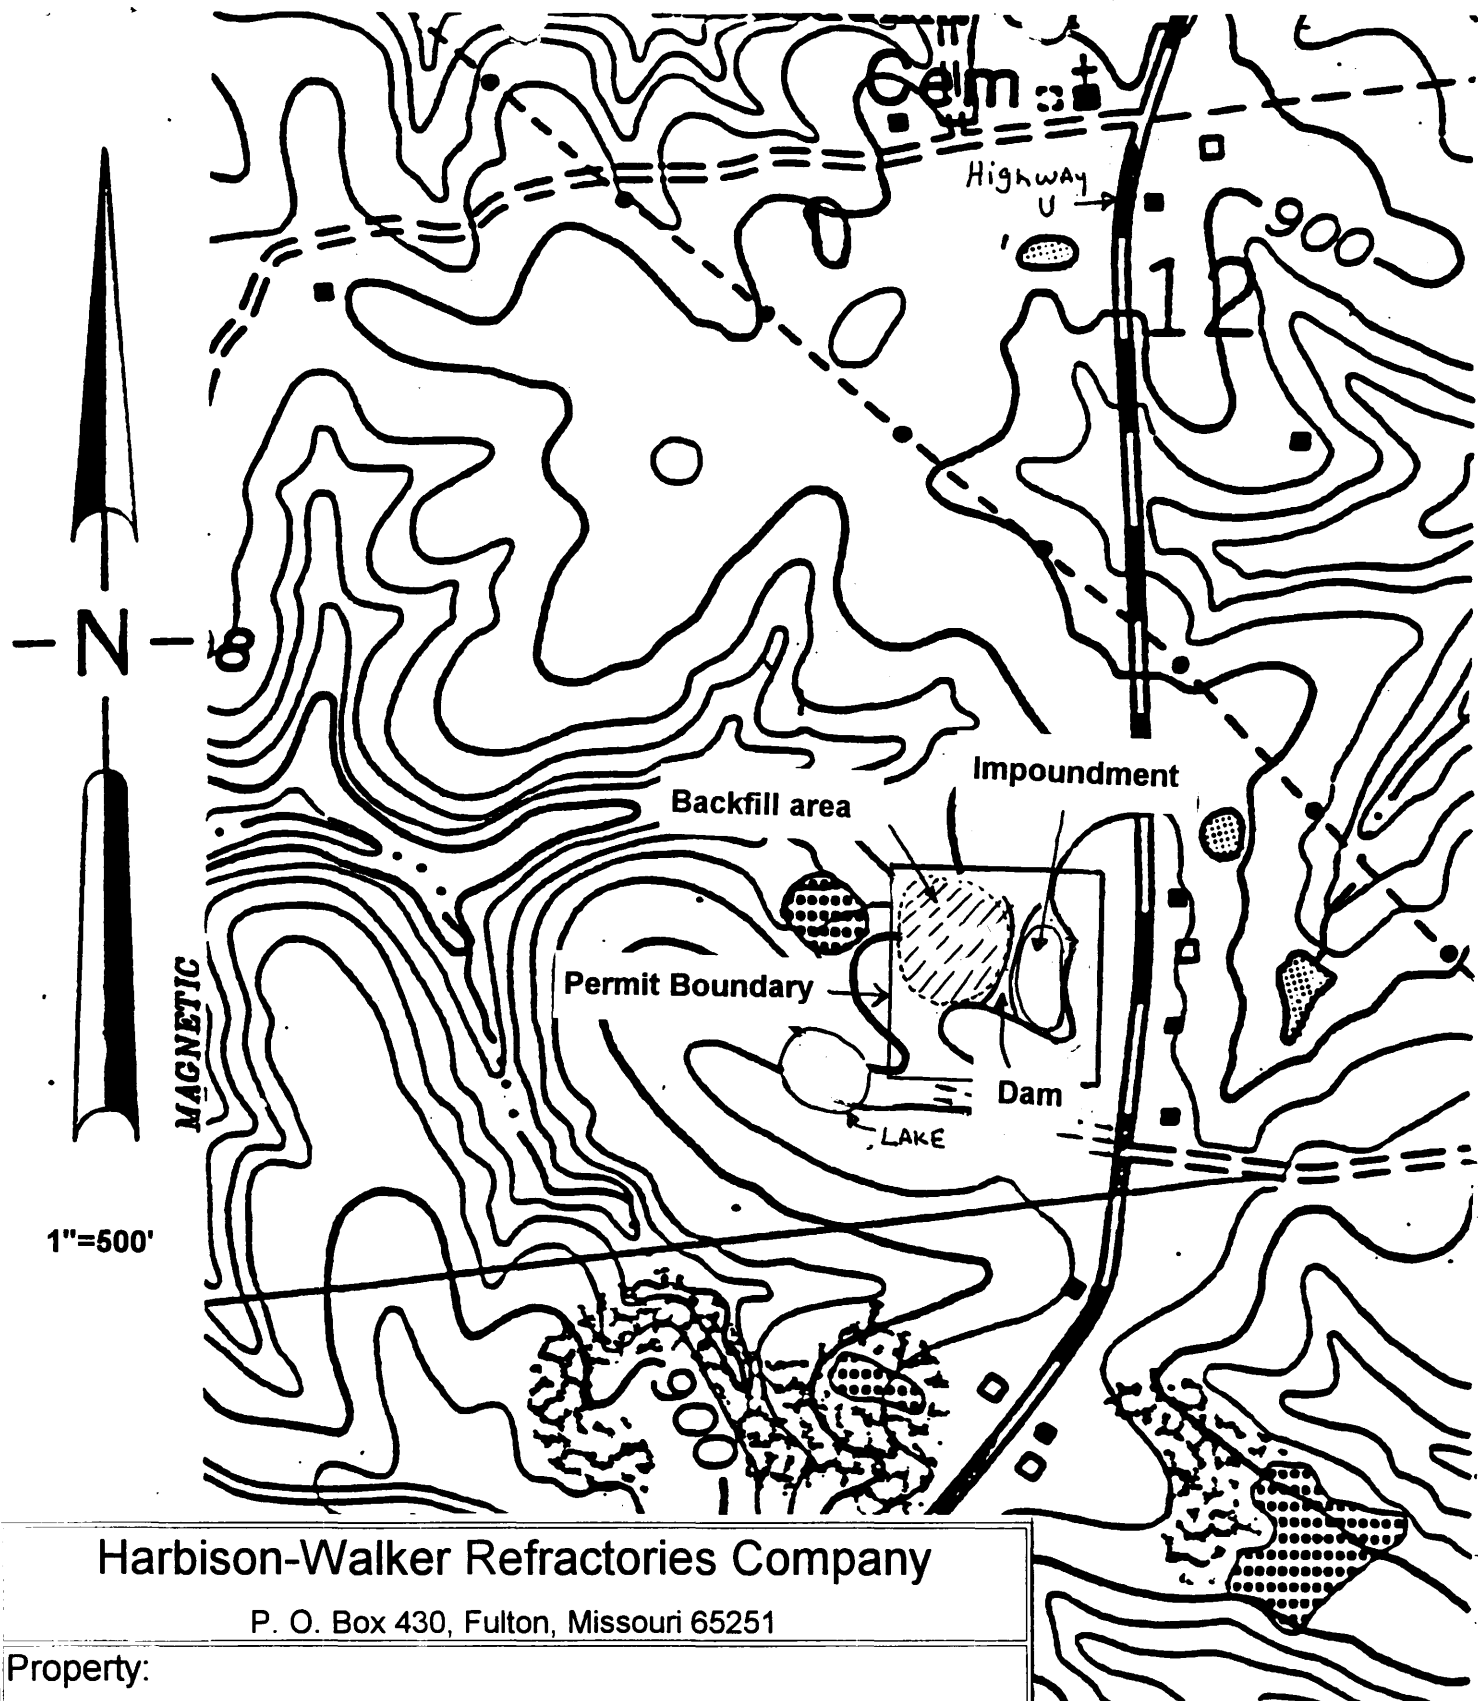 Cem
Highway
U
900
12
N
8
Impoundment
Backfill area
Permit Boundary
MAGNETIC
Dam
LAKE
1"=500'
900
Harbison-Walker Refractories Company
P. O. Box 430, Fulton, Missouri 65251
Property: